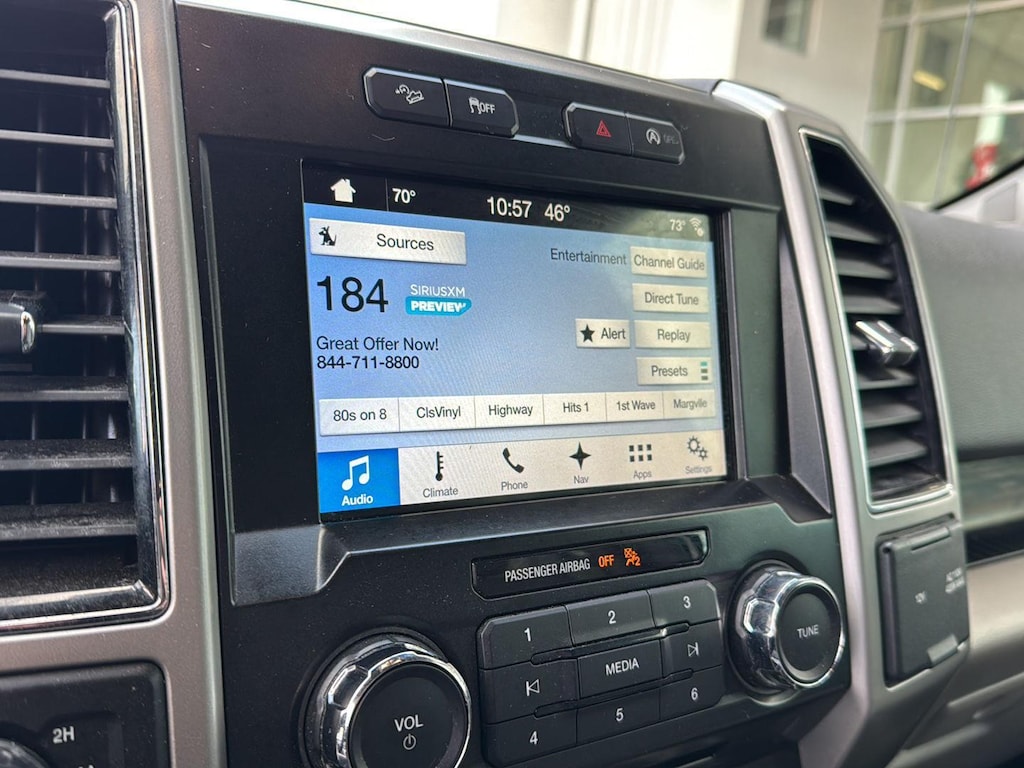 OFF
70°
10:57 46°
73°
Sources
Entertainment
Channel Guide
184
SIRIUSXM
PREVIEW
Direct Tune
Alert
Replay
Great Offer Now!
844-711-8800
Presets
80s on 8
ClsVinyl
Highway
Hits 1
1st Wave
Margvlle
Audio
Climate
Phone
Nav
Apps
Settings
PASSENGER AIRBAG OFF
2
1
2
3
MEDIA
4
5
6
VOL
TUNE
2H